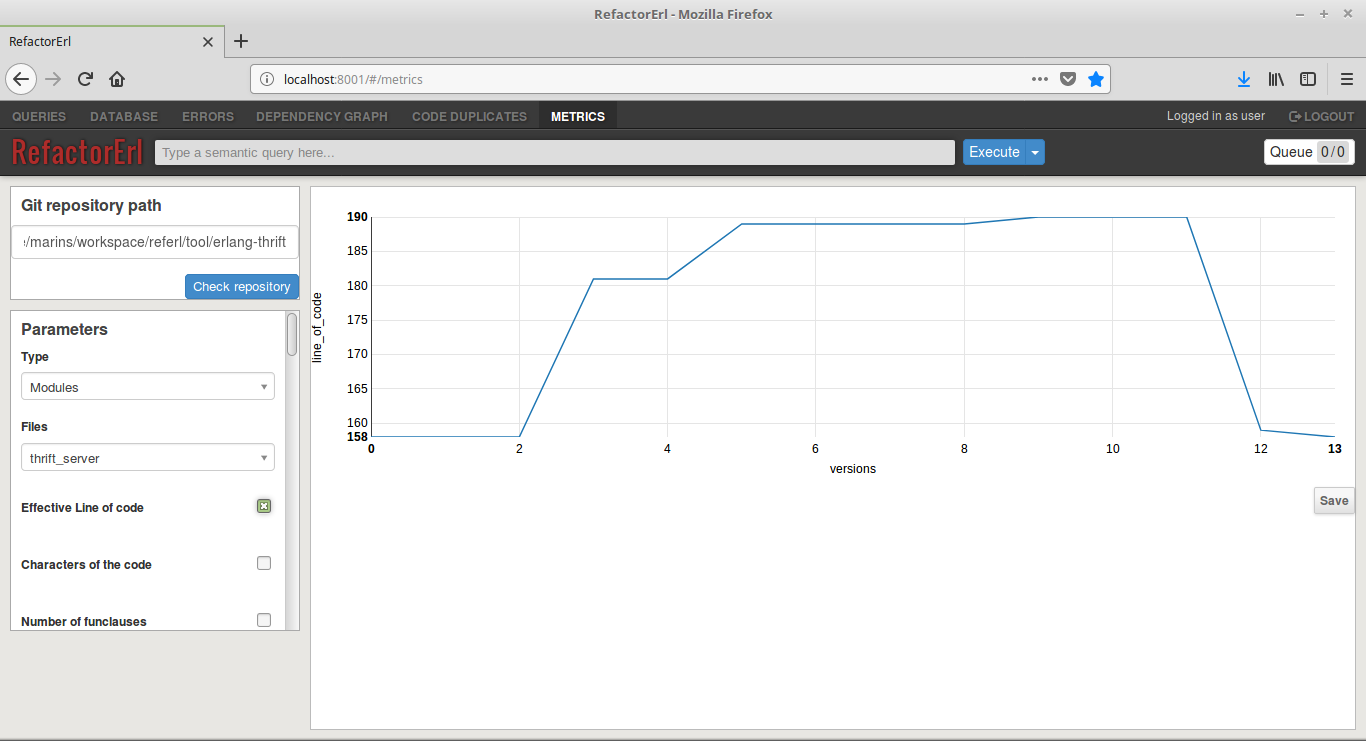 RefactorErl - Mozilla Firefox
RefactorErl
localhost:8001/#/metrics
QUERIES DATABASE ERRORS DEPENDENCY GRAPH CODE DUPLICATES METRICS Logged in as user LOGOUT
RefactorErl Type a semantic query here... Execute Queue 0/0
Git repository path
:/marins/workspace/referl/tool/erlang-thrift
Check repository
Parameters
Type
Modules
Files
thrift_server
Effective Line of code
Characters of the code
Number of funclauses
190
185
180
175
170
165
160
158
line_of_code
0 2 4 6 8 10 12 13
versions
Save